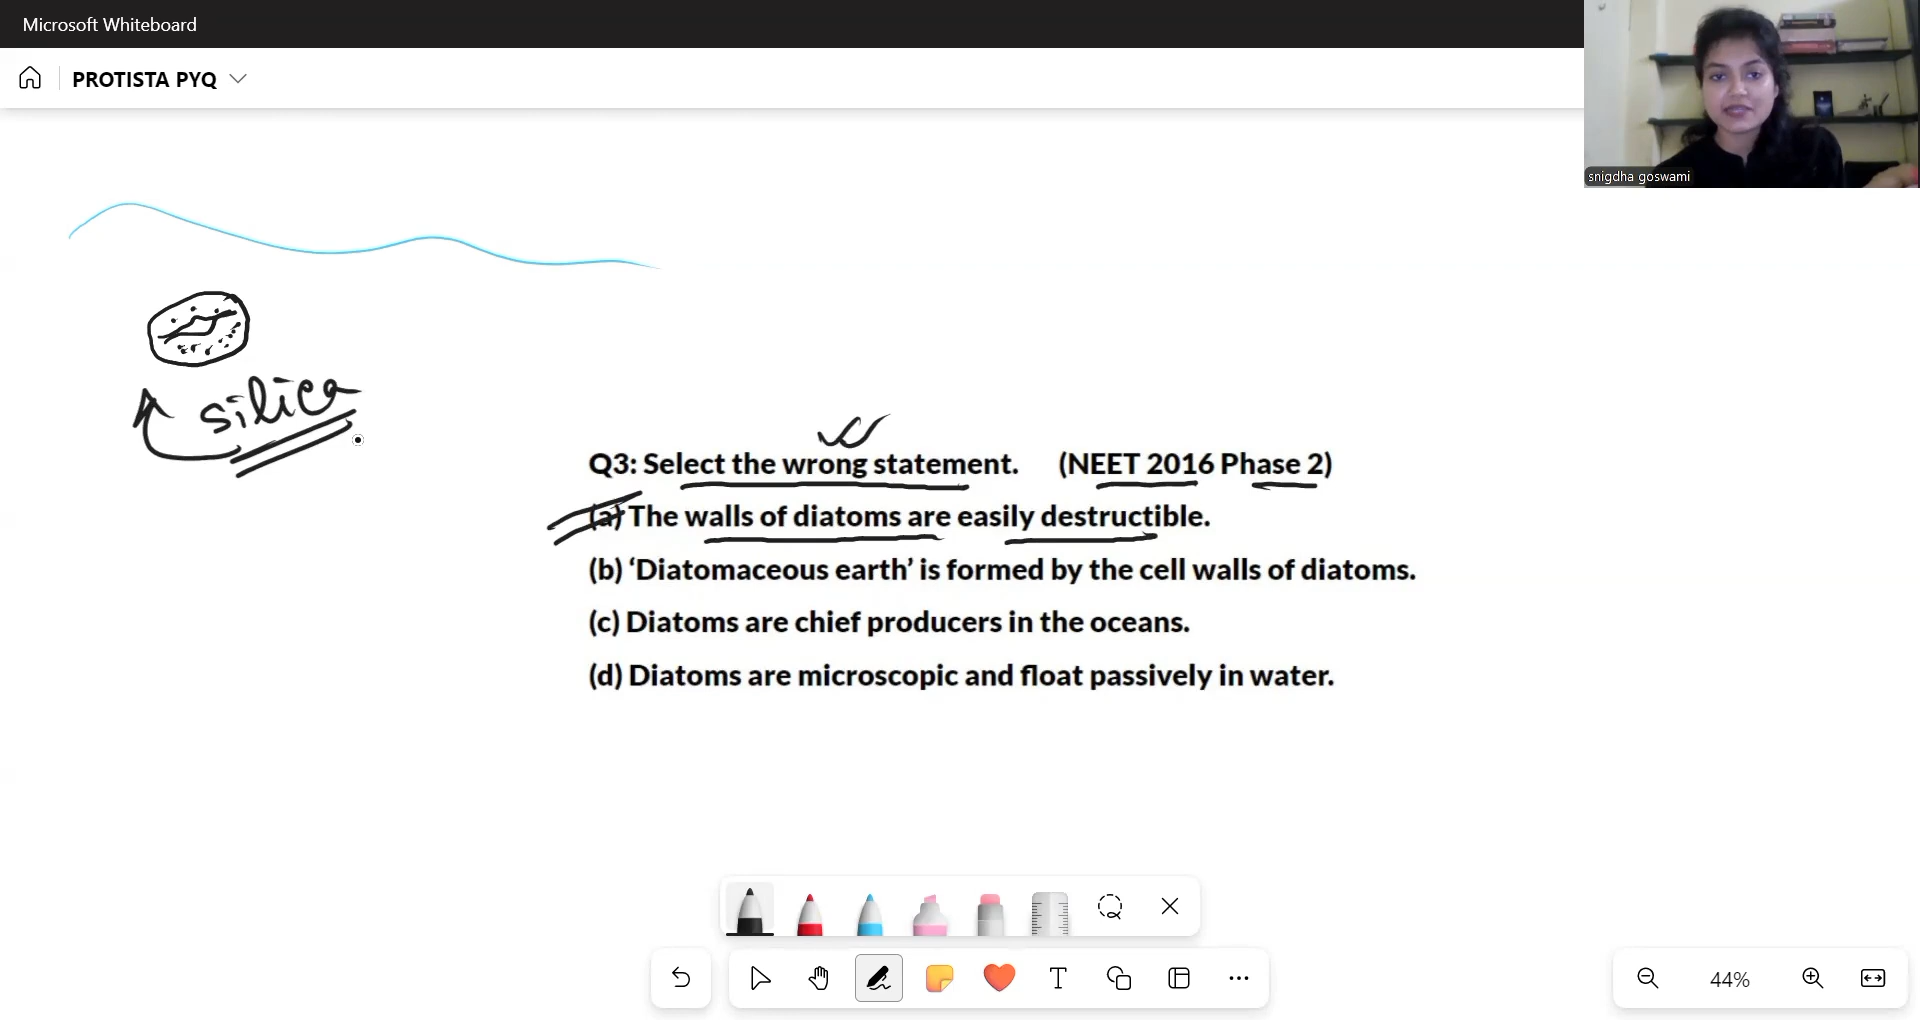 Microsoft Whiteboard
PROTISTA PYQ
snigdha goswami
silica
Q3: Select the wrong statement. (NEET 2016 Phase 2)
(a) The walls of diatoms are easily destructible.
(b) ‘Diatomaceous earth’ is formed by the cell walls of diatoms.
(c) Diatoms are chief producers in the oceans.
(d) Diatoms are microscopic and float passively in water.
T
44%